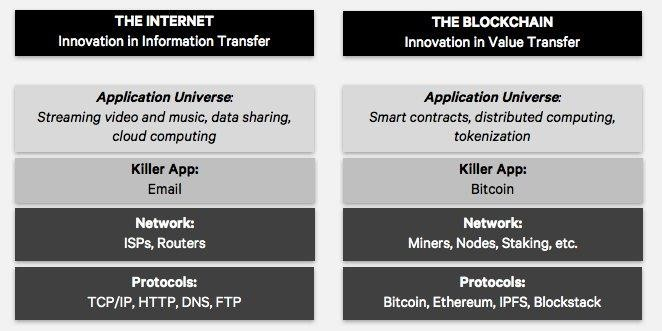 THE INTERNET
Innovation in Information Transfer
Application Universe:
Streaming video and music, data sharing,
cloud computing
Killer App:
Email
Network:
ISPs, Routers
Protocols:
TCP/IP, HTTP, DNS, FTP
THE BLOCKCHAIN
Innovation in Value Transfer
Application Universe:
Smart contracts, distributed computing,
tokenization
Killer App:
Bitcoin
Network:
Miners, Nodes, Staking, etc.
Protocols:
Bitcoin, Ethereum, IPFS, Blockstack